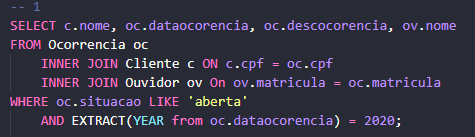 -- 1
SELECT c.nome, oc.dataocorencia, oc.descocorencia, ov.nome
FROM Ocorrencia oc
INNER JOIN Cliente c ON c.cpf = oc.cpf
INNER JOIN Ouvidor ov On ov.matricula = oc.matricula
WHERE oc.situacao LIKE 'aberta'
AND EXTRACT(YEAR from oc.dataocorencia) = 2020;